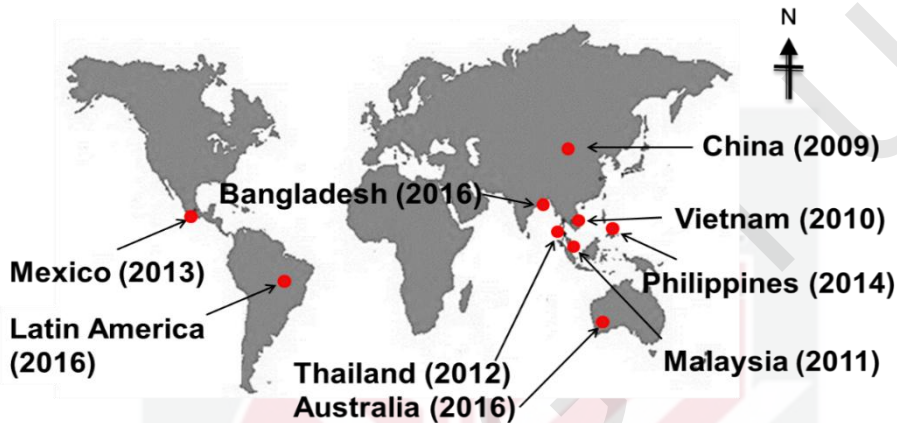 N
China (2009)
Bangladesh (2016)
Vietnam (2010)
Mexico (2013)
Philippines (2014)
Latin America
(2016)
Malaysia (2011)
Thailand (2012)
Australia (2016)